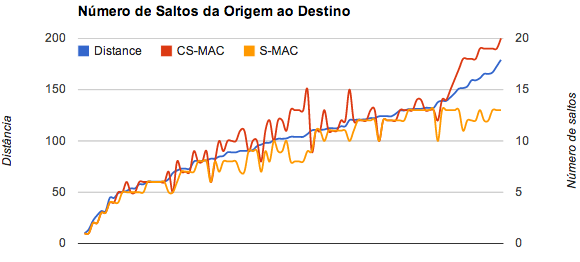 Número de Saltos da Origem ao Destino
Distance CS-MAC S-MAC
200 20
150 15
100 10
50 5
0 0
Distância
Número de saltos